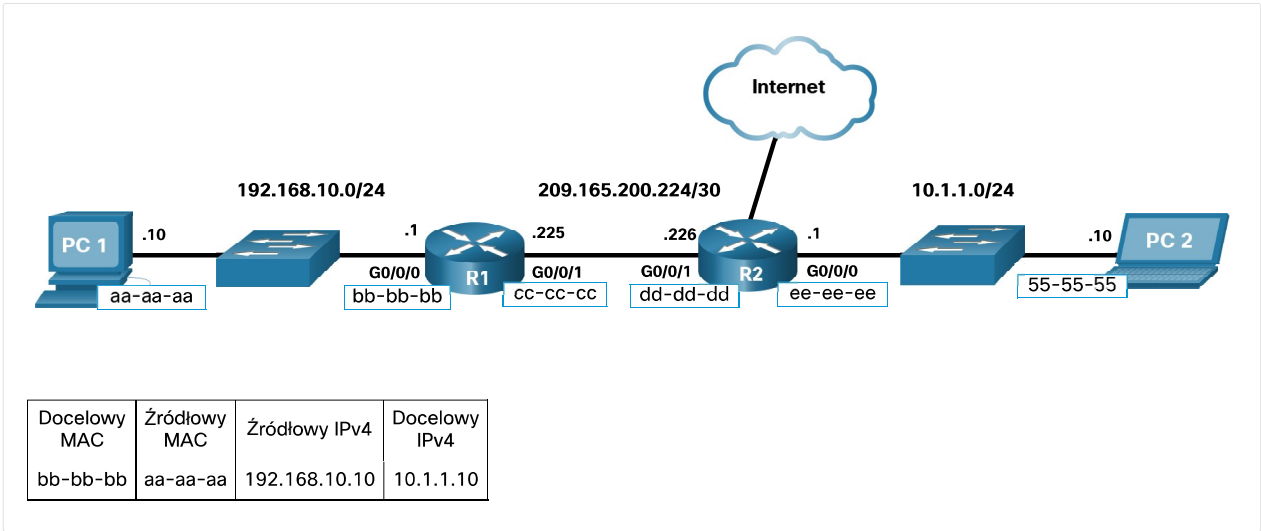 Internet
192.168.10.0/24
209.165.200.224/30
10.1.1.0/24
PC 1
.10
.1
R1
.225
.226
R2
.1
.10
PC 2
G0/0/0
G0/0/1
G0/0/1
G0/0/0
aa-aa-aa
bb-bb-bb
cc-cc-cc
dd-dd-dd
ee-ee-ee
55-55-55
Docelowy MAC
Źródłowy MAC
Źródłowy IPv4
Docelowy IPv4
bb-bb-bb
aa-aa-aa
192.168.10.10
10.1.1.10